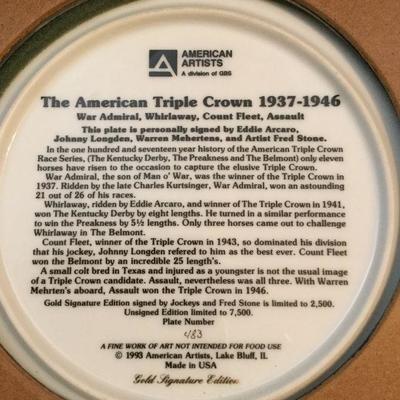 AMERICAN
ARTISTS
A division of GBS
The American Triple Crown 1937-1946
War Admiral, Whirlaway, Count Fleet, Assault
This plate is personally signed by Eddie Arcaro,
Johnny Longden, Warren Mehertens, and Artist Fred Stone.
In the one hundred and seventeen year history of the American Triple Crown
Race Series, (The Kentucky Derby, The Preakness and The Belmont) only eleven
horses have risen to the occasion to capture the elusive Triple Crown.
War Admiral, the son of Man o' War, was the winner of the Triple Crown in
1937. Ridden by the late Charles Kurtsinger, War Admiral, won an astounding
21 out of 26 of his races.
Whirlaway, ridden by Eddie Arcaro, and winner of The Triple Crown in 1941,
won The Kentucky Derby by eight lengths. He turned in a similar performance
to win the Preakness by 5½ lengths. Only three horses came out to challenge
Whirlaway in The Belmont.
Count Fleet, winner of the Triple Crown in 1943, so dominated his division
that his jockey, Johnny Longden refered to him as the best ever. Count Fleet
won the Belmont by an incredible 25 length's.
A small colt bred in Texas and injured as a youngster is not the usual image
of a Triple Crown candidate. Assault, nevertheless was all three. With Warren
Mehrten's aboard, Assault won the Triple Crown in 1946.
Gold Signature Edition signed by Jockeys and Fred Stone is limited to 2,500.
Unsigned Edition limited to 7,500.
Plate Number
483
A FINE WORK OF ART NOT INTENDED FOR FOOD USE
© 1993 American Artists, Lake Bluff, Il.
Made in USA
Gold Signature Edition